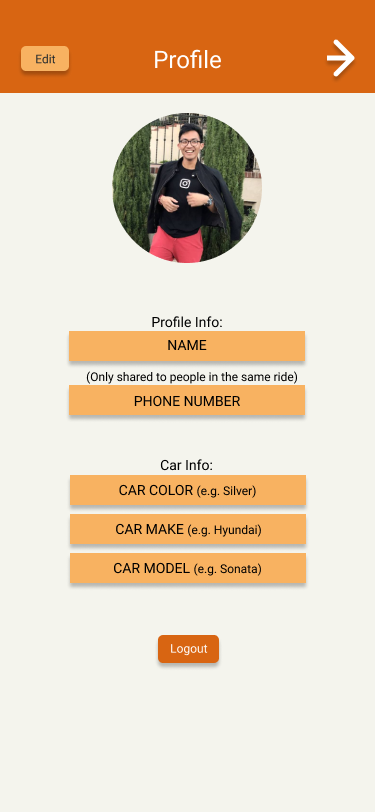 Edit
Profile
Profile Info:
NAME
(Only shared to people in the same ride)
PHONE NUMBER
Car Info:
CAR COLOR (e.g. Silver)
CAR MAKE (e.g. Hyundai)
CAR MODEL (e.g. Sonata)
Logout